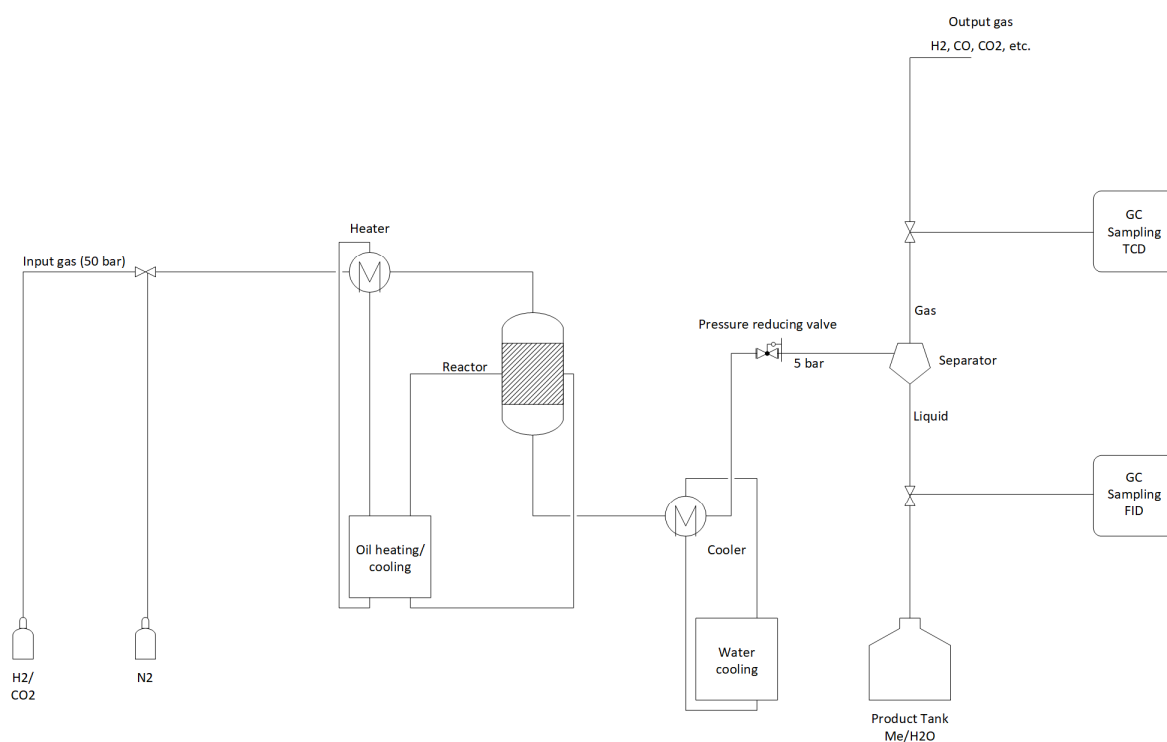 Output gas
H2, CO, CO2, etc.
GC
Sampling
TCD
Heater
Input gas (50 bar)
Gas
Pressure reducing valve
5 bar
Separator
Reactor
Liquid
GC
Sampling
FID
Oil heating/
cooling
Cooler
Water
cooling
H2/
CO2
N2
Product Tank
Me/H2O